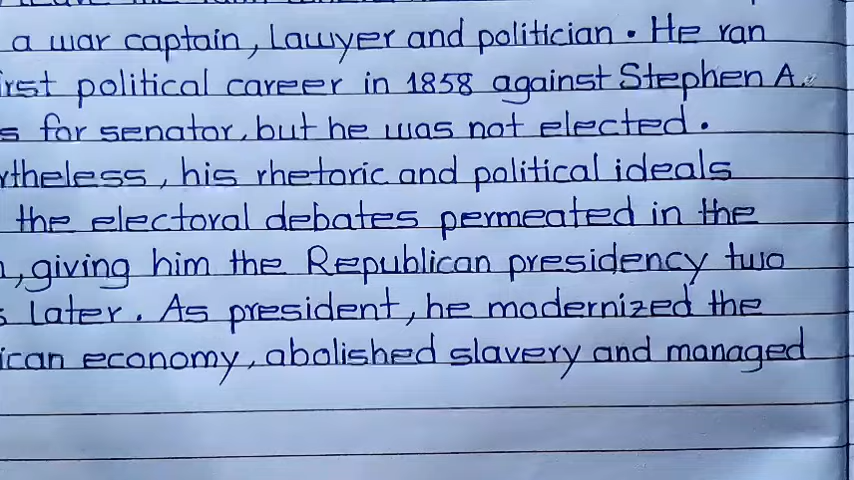 a war captain, Lawyer and politician. He ran
irst political career in 1858 against Stephen A.
s for senator, but he was not elected.
rtheless, his rhetoric and political ideals
the electoral debates permeated in the
, giving him the Republican presidency two
s later. As president, he modernized the
ican economy, abolished slavery and managed